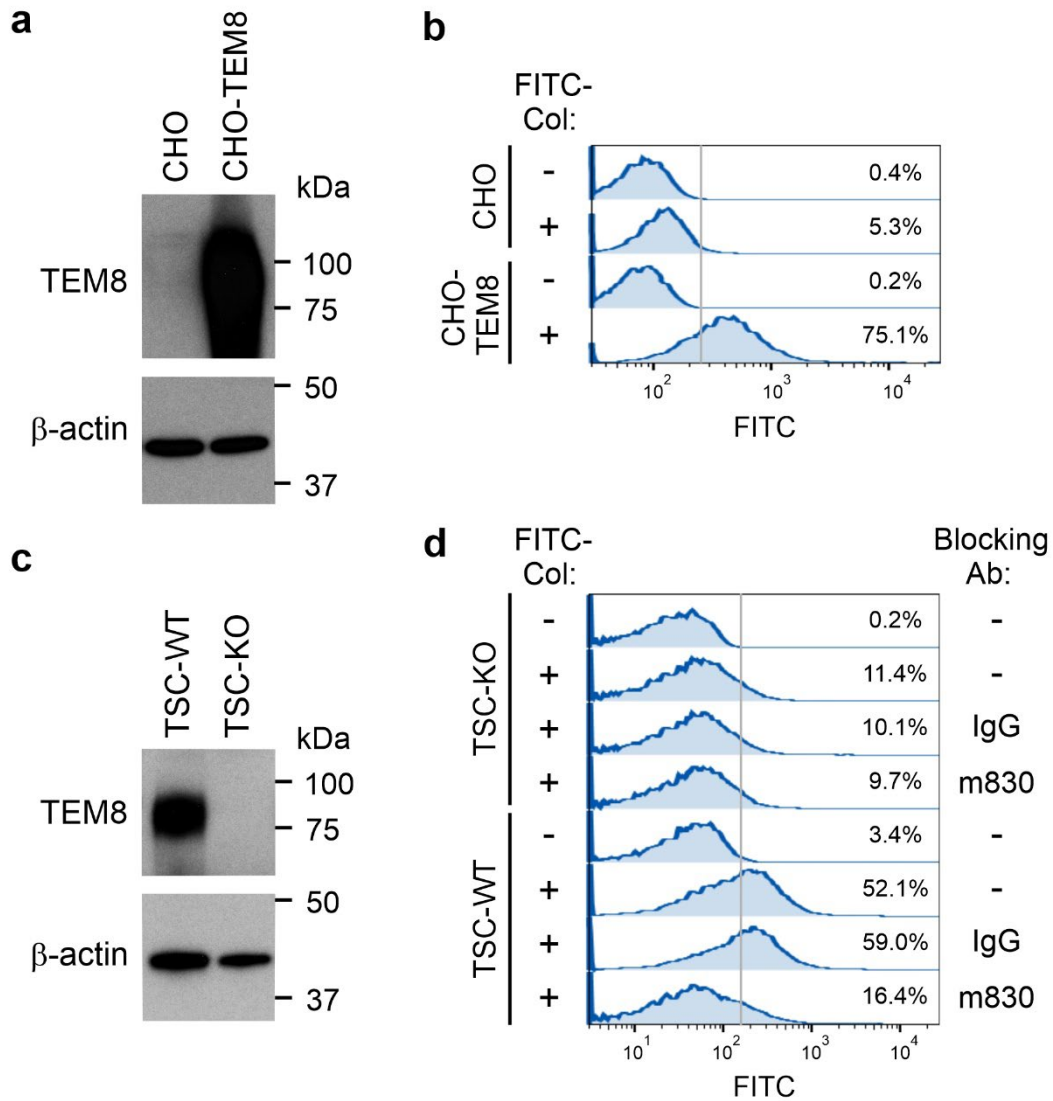 a
CHO
CHO-TEM8
kDa
TEM8
100
75
β-actin
50
37
b
FITC-
Col:
CHO
- 0.4%
+ 5.3%
CHO-
TEM8
- 0.2%
+ 75.1%
10² 10³ 10⁴
FITC
c
TSC-WT
TSC-KO
kDa
TEM8
100
75
β-actin
50
37
d
FITC-
Col:
Blocking
Ab:
TSC-KO
- 0.2% -
+ 11.4% -
+ 10.1% IgG
+ 9.7% m830
TSC-WT
- 3.4% -
+ 52.1% -
+ 59.0% IgG
+ 16.4% m830
10¹ 10² 10³ 10⁴
FITC